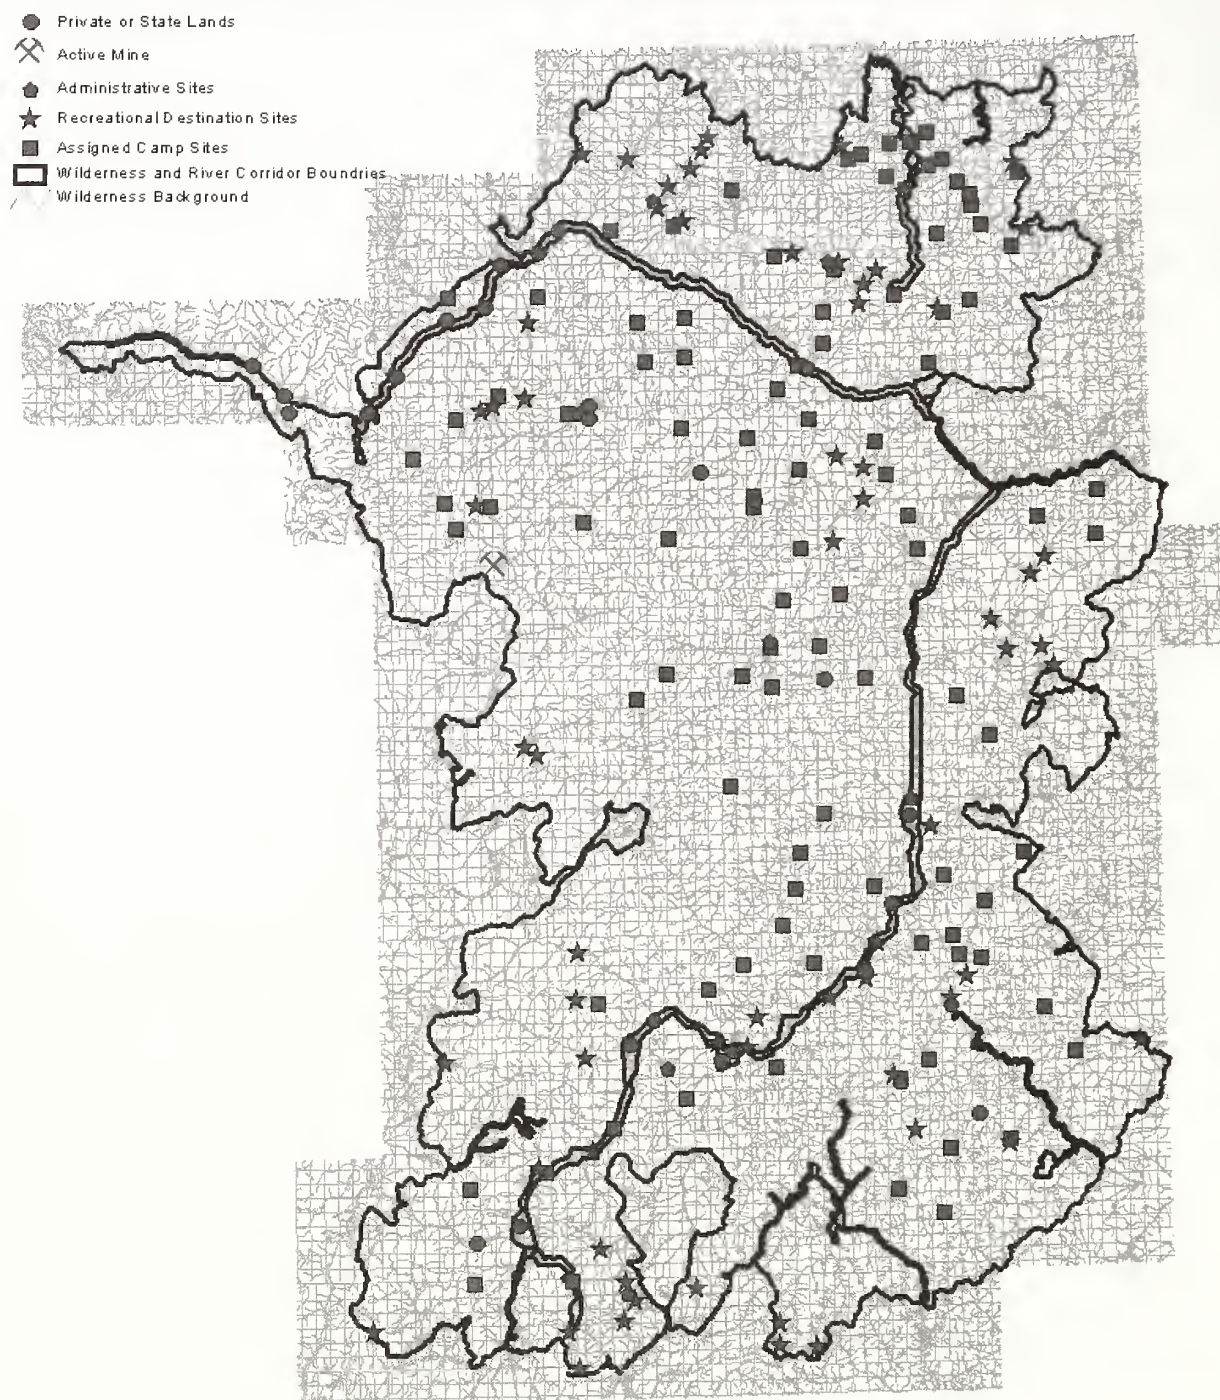 Private or State Lands
Active Mine
Administrative Sites
Recreational Destination Sites
Assigned Camp Sites
Wilderness and River Corridor Boundries
Wilderness Background